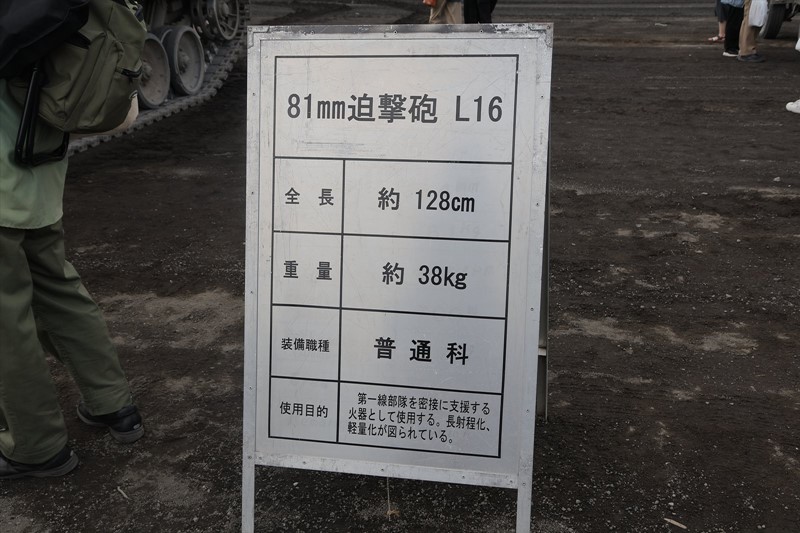 81mm迫撃砲 L16
全長 約 128cm
重量 約 38kg
装備職種 普通科
使用目的 第一線部隊を密接に支援する
火器として使用する。長射程化、
軽量化が図られている。